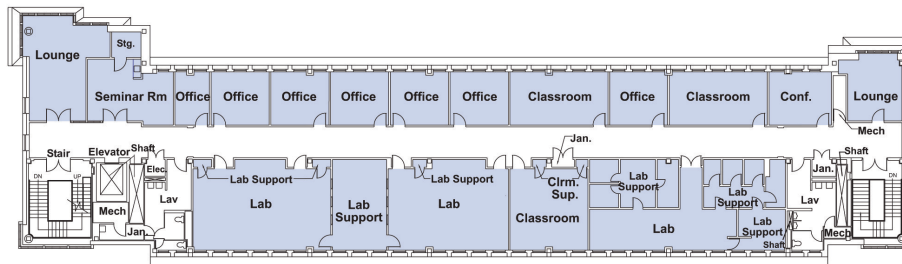 Stg.
Lounge
Seminar Rm
Office
Office
Office
Office
Office
Office
Classroom
Office
Classroom
Conf.
Lounge
Mech
Jan.
Stair
Elevator
Shaft
Shaft
Elec.
Jan.
DN
UP
Lab Support
Lab Support
Clrm.
Sup.
Lab
Support
Lab
Support
DN
Lav
Lab
Lab
Support
Lab
Lav
Mech
Classroom
Lab
Lab
Support
Jan.
Shaft
Mech